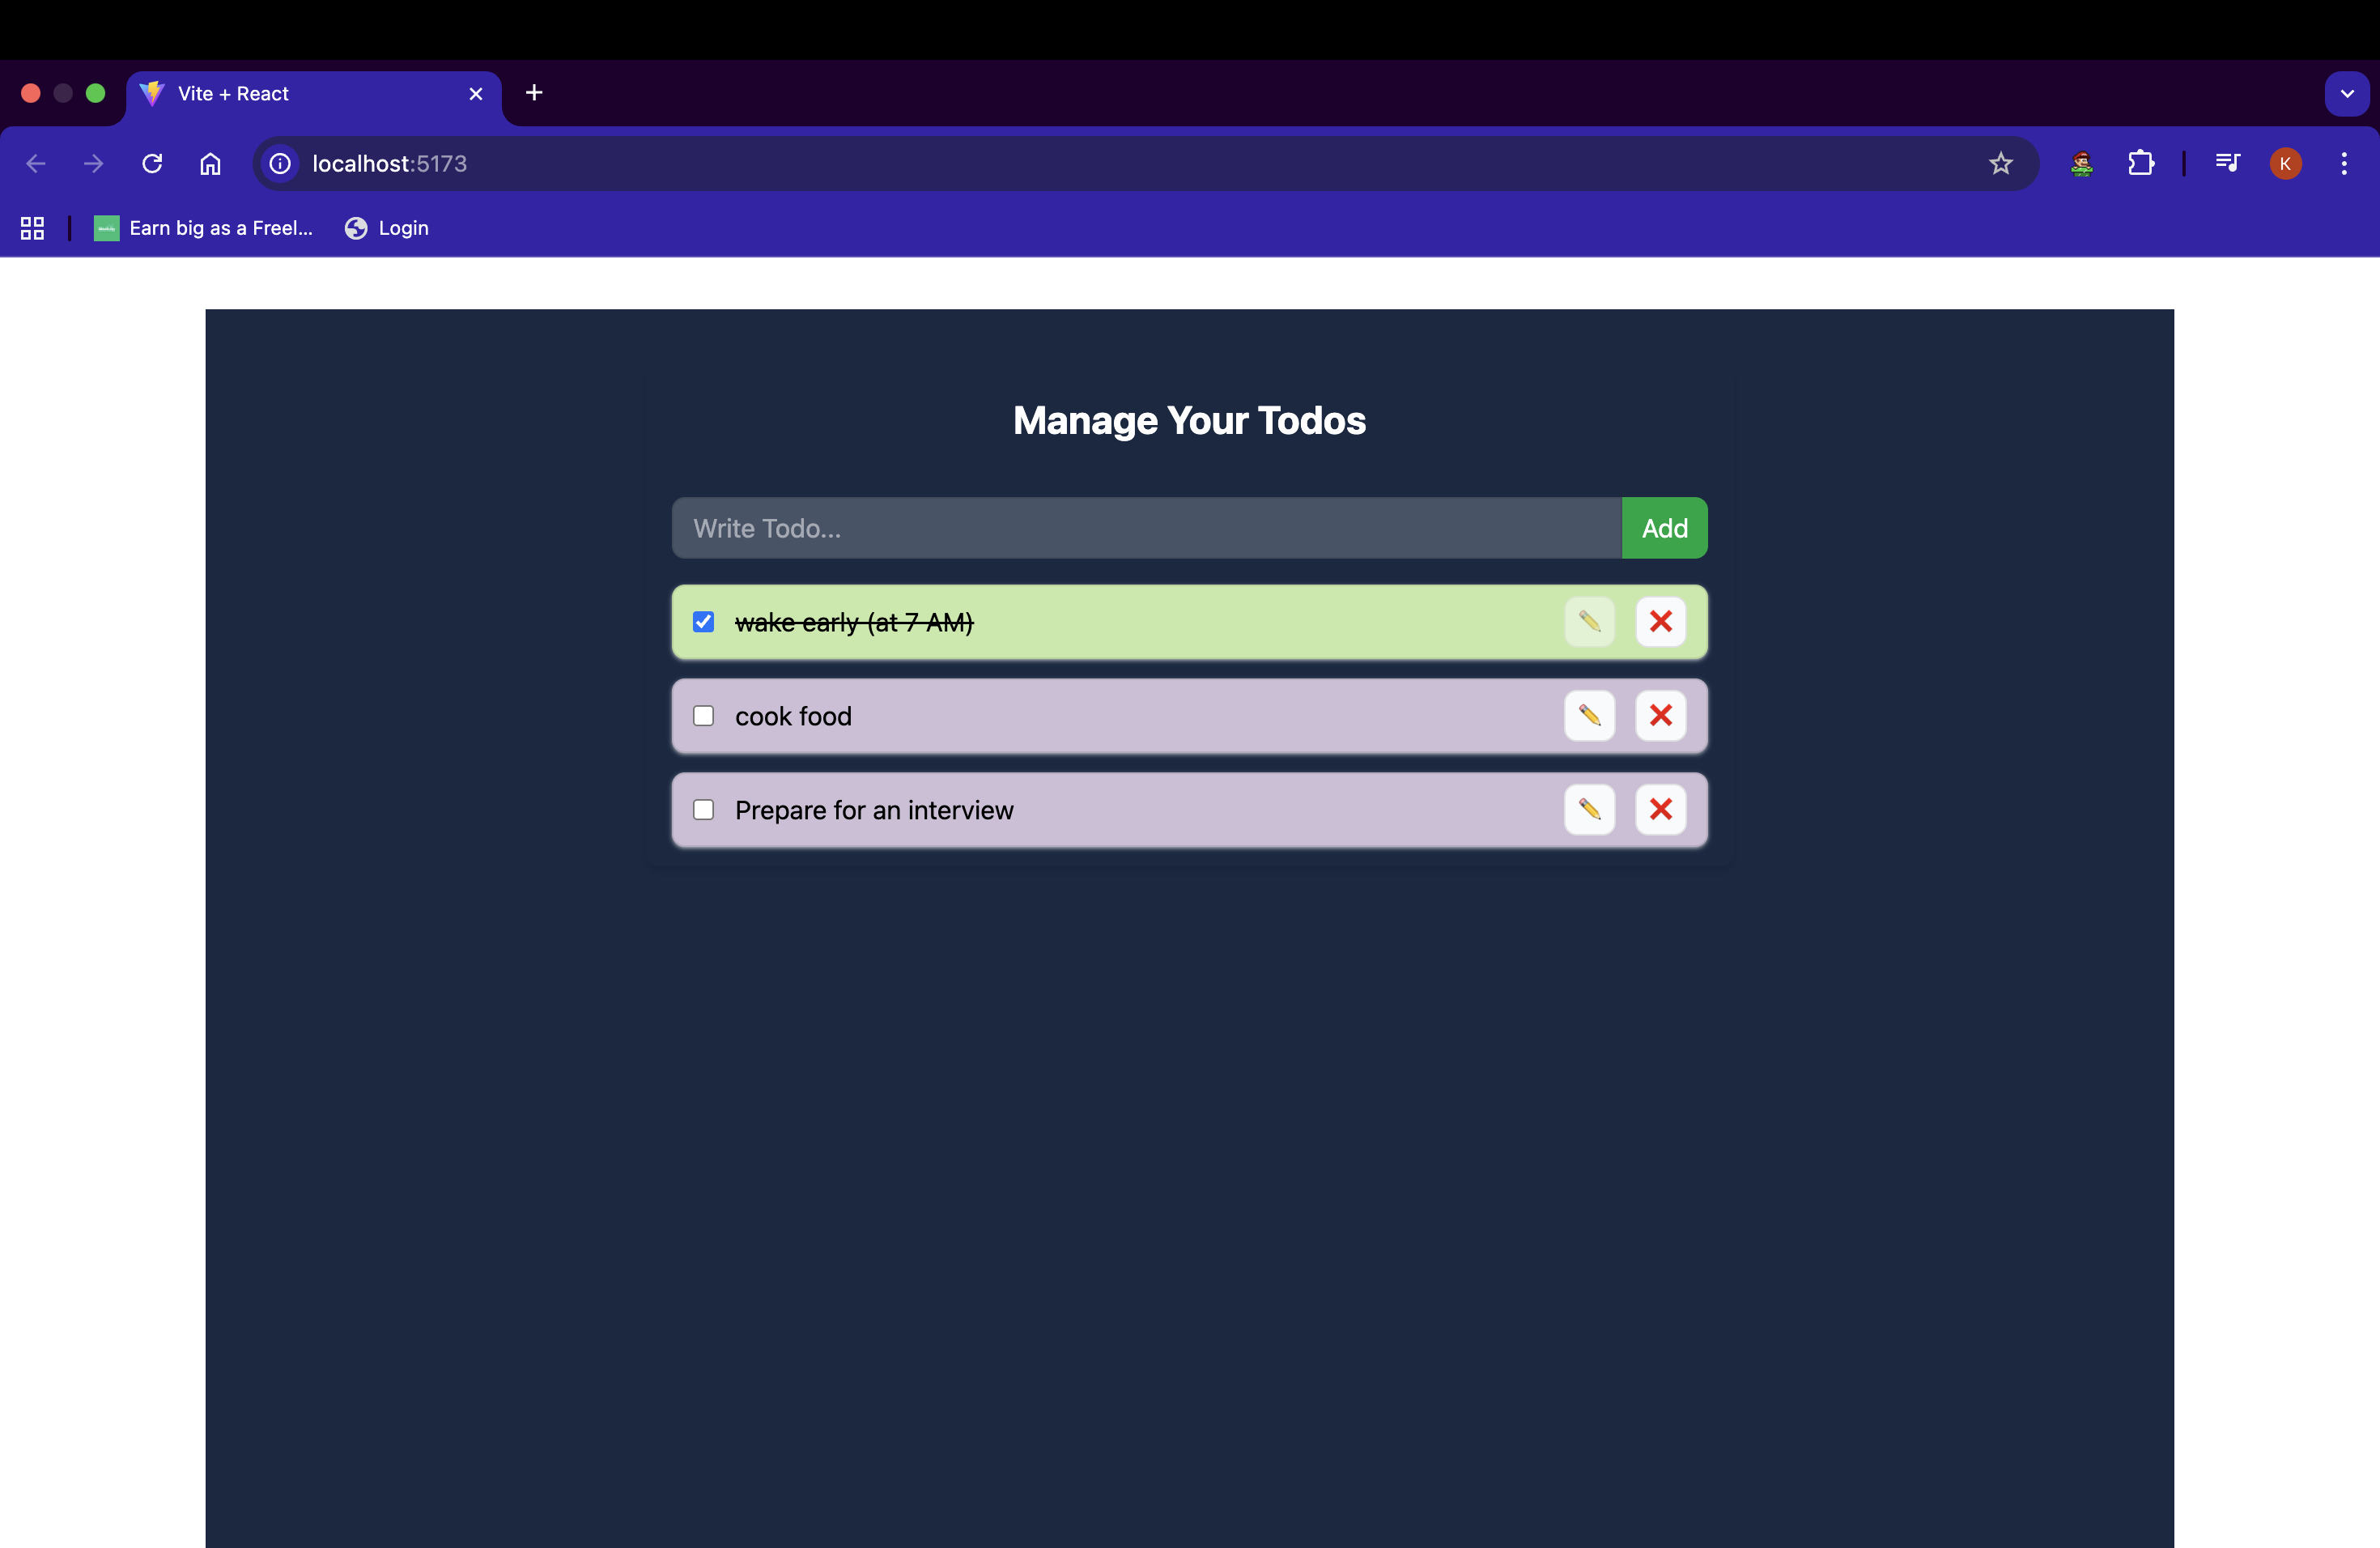 Vite + React
localhost:5173
K
Earn big as a Freel...
Login
Manage Your Todos
Write Todo...
Add
wake early (at 7 AM)
cook food
Prepare for an interview